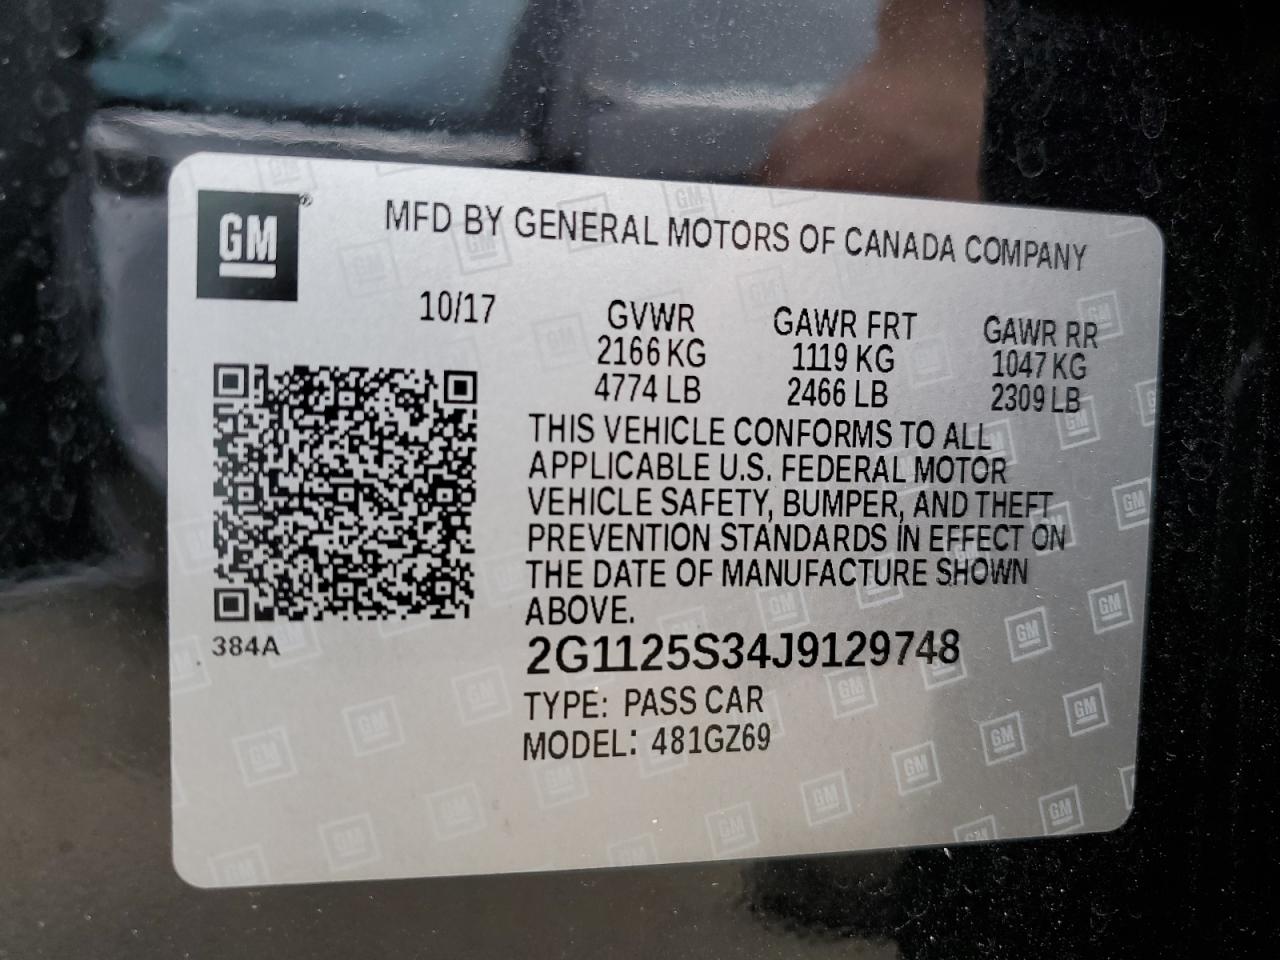 GM
MFD BY GENERAL MOTORS OF CANADA COMPANY
10/17
GVWR GAWR FRT GAWR RR
2166 KG 1119 KG 1047 KG
4774 LB 2466 LB 2309 LB
THIS VEHICLE CONFORMS TO ALL
APPLICABLE U.S. FEDERAL MOTOR
VEHICLE SAFETY, BUMPER, AND THEFT
PREVENTION STANDARDS IN EFFECT ON
THE DATE OF MANUFACTURE SHOWN
ABOVE.
384A
2G1125S34J9129748
TYPE: PASS CAR
MODEL: 481GZ69